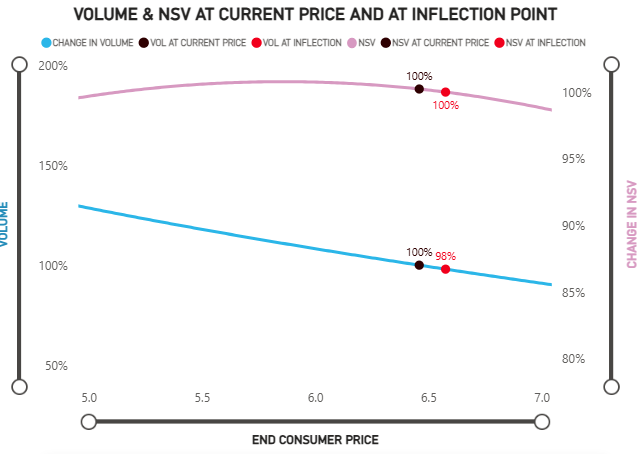 VOLUME & NSV AT CURRENT PRICE AND AT INFLECTION POINT
CHANGE IN VOLUME VOL AT CURRENT PRICE VOL AT INFLECTION NSV NSV AT CURRENT PRICE NSV AT INFLECTION
200%
150%
100%
50%
VOLUME
100%
100%
100%
98%
100%
95%
90%
85%
80%
CHANGE IN NSV
5.0 5.5 6.0 6.5 7.0
END CONSUMER PRICE